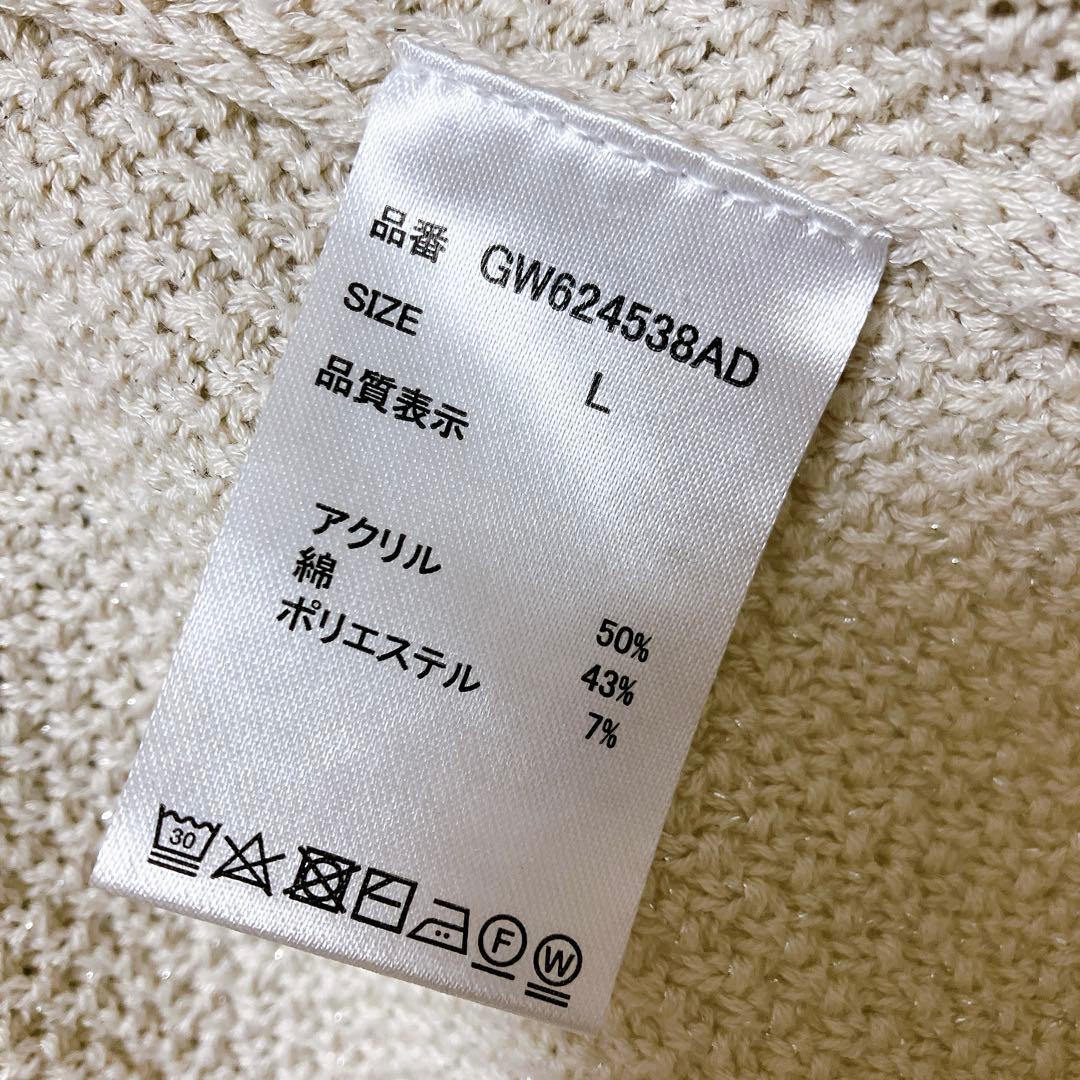 品番 GW624538AD
SIZE L
品質表示
アクリル 50%
綿 43%
ポリエステル 7%
30 F W